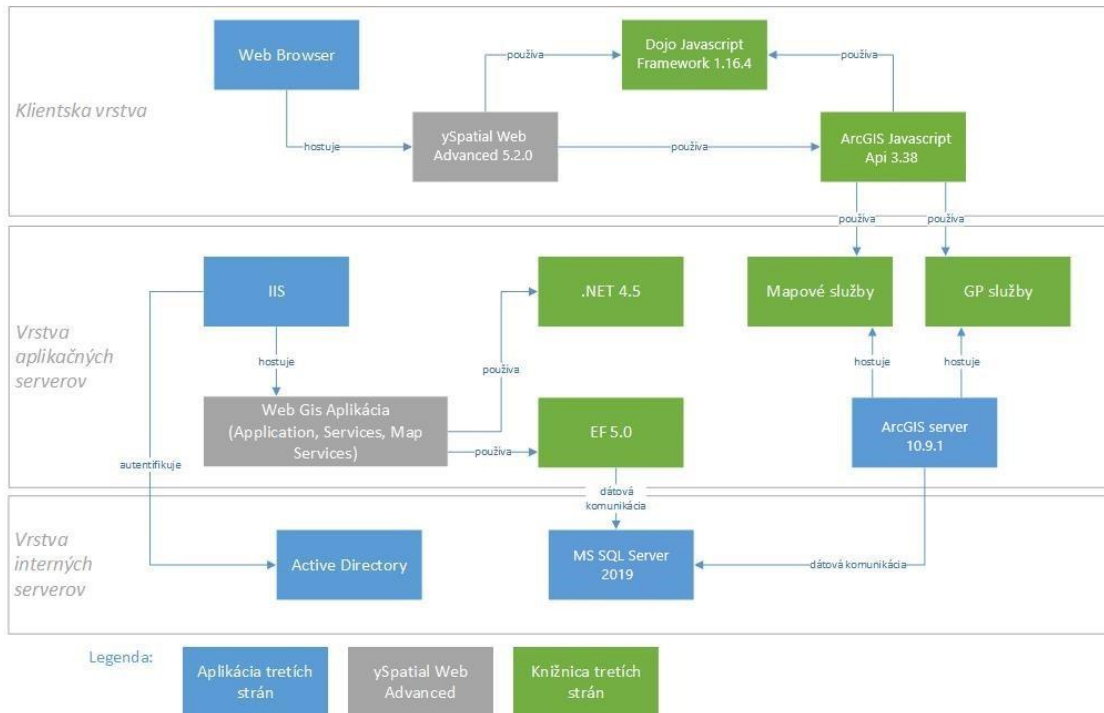 Klientska vrstva
Web Browser
hostuje
ySpatial Web
Advanced 5.2.0
používa
Dojo Javascript
Framework 1.16.4
používa
používa
ArcGIS Javascript
Api 3.38
používa
používa
Vrstva
aplikačných
serverov
IIS
hostuje
.NET 4.5
Mapové služby
GP služby
používa
hostuje
hostuje
Web Gis Aplikácia
(Application, Services, Map
Services)
používa
EF 5.0
ArcGIS server
10.9.1
autentifikuje
dátová
komunikácia
Vrstva
interných
serverov
Active Directory
MS SQL Server
2019
dátová komunikácia
Legenda:
Aplikácia tretích
strán
ySpatial Web
Advanced
Knižnica tretích
strán